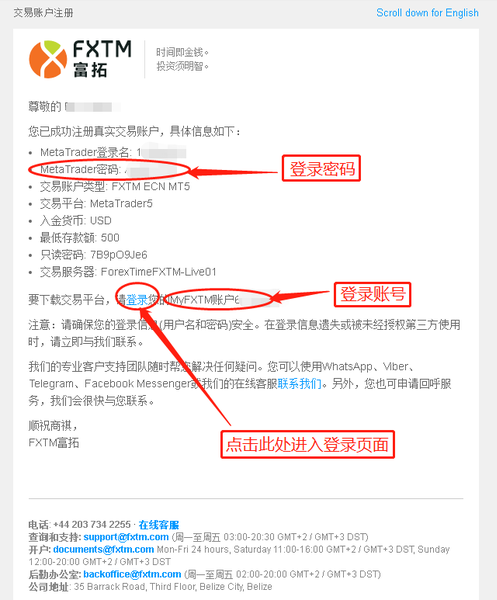 交易账户注册 Scroll down for English
FXTM
富拓
时间即金钱。
投资须明智。
尊敬的
您已成功注册真实交易账户，具体信息如下：
MetaTrader登录名: 1
MetaTrader密码:
登录密码
交易账户类型: FXTM ECN MT5
交易平台: MetaTrader5
入金货币: USD
最低存款额: 500
只读密码: 7B9pO9Je6
交易服务器: ForexTimeFXTM-Live01
登录账号
要下载交易平台，请登录您的MyFXTM账户6
注意：请确保您的登录信息(用户名和密码)安全。在登录信息遗失或被未经授权第三方使用
时，请立即与我们联系。
我们的专业客户支持团队随时帮您解决任何疑问。您可以使用WhatsApp、Viber、
Telegram、Facebook Messenger或我们的在线客服联系我们。另外，您也可申请回呼服
务，我们会很快与您联系。
顺祝商祺，
FXTM富拓
点击此处进入登录页面
电话: +44 203 734 2255 · 在线客服
查询和支持: support@fxtm.com (周一至周五 03:00-20:30 GMT+2 / GMT+3 DST)
开户: documents@fxtm.com Mon-Fri 24 hours, Saturday 11:00-16:00 GMT+2 / GMT+3 DST, Sunday
12:00-20:00 GMT+2 / GMT+3 DST
后勤办公室: backoffice@fxtm.com (周一至周五 02:00-20:00 GMT+2 / GMT+3 DST)
公司地址: 35 Barrack Road, Third Floor, Belize City, Belize